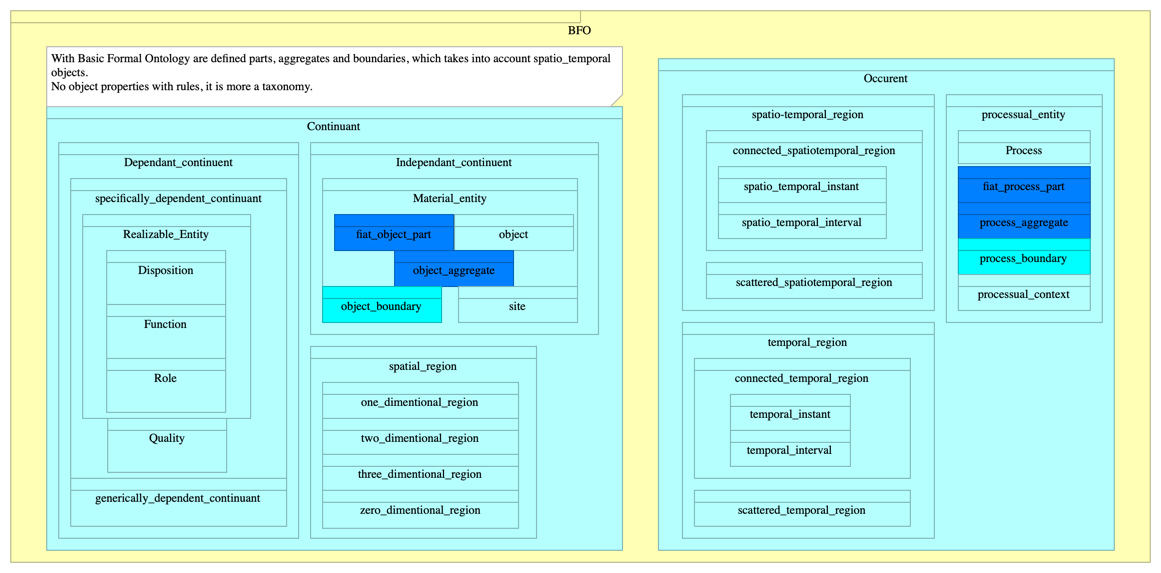 BFO
With Basic Formal Ontology are defined parts, aggregates and boundaries, which takes into account spatio_temporal
objects.
No object properties with rules, it is more a taxonomy.
Continuant
Dependant_continuent
specifically_dependent_continuant
Realizable_Entity
Disposition
Function
Role
Quality
generically_dependent_continuant
Independant_continuent
Material_entity
fiat_object_part
object
object_aggregate
object_boundary
site
spatial_region
one_dimentional_region
two_dimentional_region
three_dimentional_region
zero_dimentional_region
Occurent
spatio-temporal_region
connected_spatiotemporal_region
spatio_temporal_instant
spatio_temporal_interval
scattered_spatiotemporal_region
temporal_region
connected_temporal_region
temporal_instant
temporal_interval
scattered_temporal_region
processual_entity
Process
fiat_process_part
process_aggregate
process_boundary
processual_context